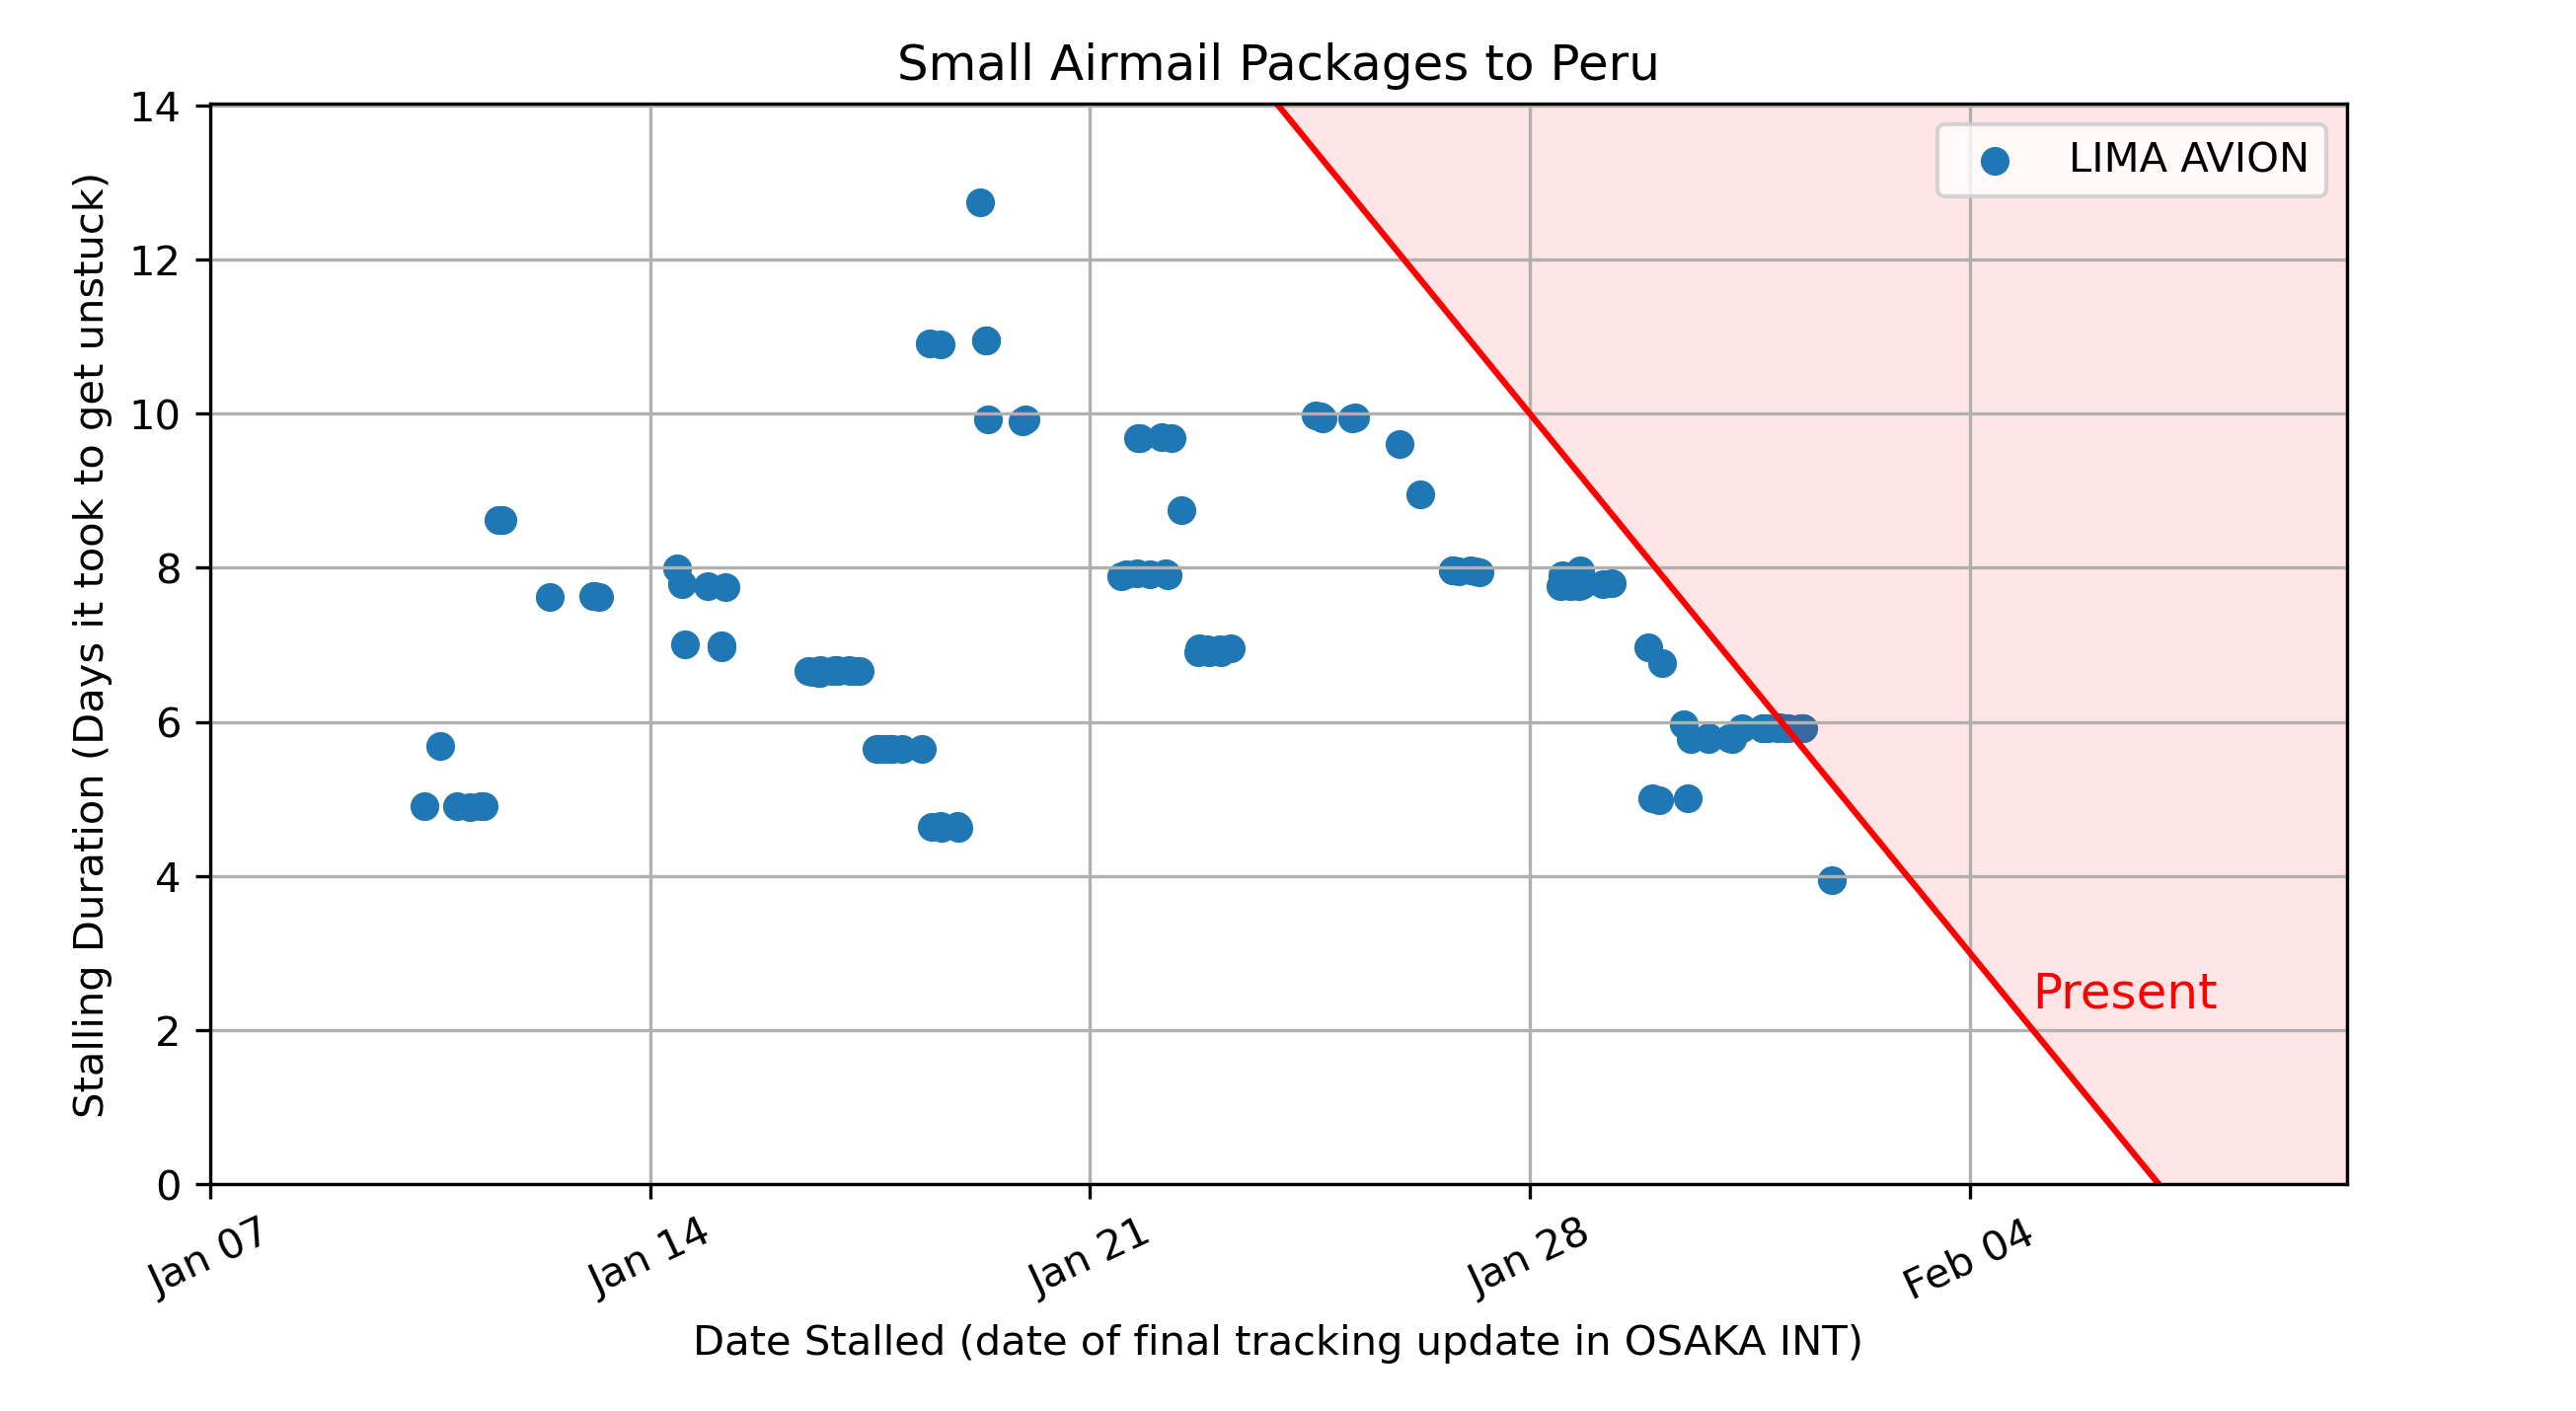 Small Airmail Packages to Peru
Stalling Duration (Days it took to get unstuck)
14
12
10
8
6
4
2
0
LIMA AVION
Present
Jan 07
Jan 14
Jan 21
Jan 28
Feb 04
Date Stalled (date of final tracking update in OSAKA INT)